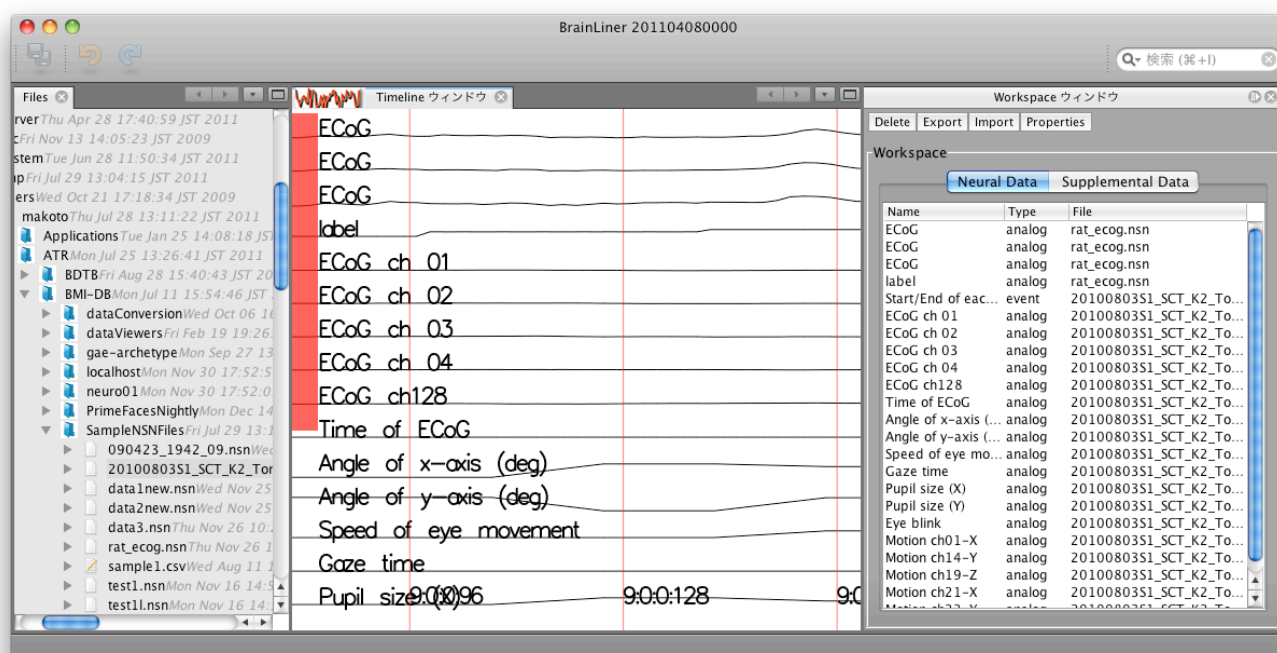 BrainLiner 201104080000
検索 (⌘+I)
Files
rver Thu Apr 28 17:40:59 JST 2011
Fri Nov 13 14:05:23 JST 2009
stem Tue Jun 28 11:50:34 JST 2011
Fri Jul 29 13:04:15 JST 2011
ers Wed Oct 21 17:18:34 JST 2009
makoto Thu Jul 28 13:11:22 JST 2011
Applications Tue Jan 25 14:08:18 JST
ATR Mon Jul 25 13:26:41 JST 2011
BDTB Fri Aug 28 15:40:43 JST 20
BMI-DB Mon Jul 11 15:54:46 JST
dataConversion Wed Oct 06 16
dataViewers Fri Feb 19 19:26
gae-archetype Mon Sep 27 13
localhost Mon Nov 30 17:52:5
neuro01 Mon Nov 30 17:52:0
PrimeFacesNightly Mon Dec 14
SampleNSNFiles Fri Jul 29 13:1
090423_1942_09.nsn We
20100803S1_SCT_K2_Tor
data1new.nsn Wed Nov 25
data2new.nsn Wed Nov 25
data3.nsn Thu Nov 26 10:
rat_ecog.nsn Thu Nov 26 1
sample1.csv Wed Aug 11 1
test1.nsn Mon Nov 16 14:5
test1l.nsn Mon Nov 16 14:
Timeline ウィンドウ
ECoG
ECoG
ECoG
label
ECoG ch 01
ECoG ch 02
ECoG ch 03
ECoG ch 04
ECoG ch128
Time of ECoG
Angle of x-axis (deg)
Angle of y-axis (deg)
Speed of eye movement
Gaze time
Pupil size (X) 9:0:0:96 9:0:0:128 9:0
Workspace ウィンドウ
Delete Export Import Properties
Workspace
Neural Data Supplemental Data
Name Type File
ECoG analog rat_ecog.nsn
ECoG analog rat_ecog.nsn
ECoG analog rat_ecog.nsn
label analog rat_ecog.nsn
Start/End of eac... event 20100803S1_SCT_K2_To...
ECoG ch 01 analog 20100803S1_SCT_K2_To...
ECoG ch 02 analog 20100803S1_SCT_K2_To...
ECoG ch 03 analog 20100803S1_SCT_K2_To...
ECoG ch 04 analog 20100803S1_SCT_K2_To...
ECoG ch128 analog 20100803S1_SCT_K2_To...
Time of ECoG analog 20100803S1_SCT_K2_To...
Angle of x-axis (... analog 20100803S1_SCT_K2_To...
Angle of y-axis (... analog 20100803S1_SCT_K2_To...
Speed of eye mo... analog 20100803S1_SCT_K2_To...
Gaze time analog 20100803S1_SCT_K2_To...
Pupil size (X) analog 20100803S1_SCT_K2_To...
Pupil size (Y) analog 20100803S1_SCT_K2_To...
Eye blink analog 20100803S1_SCT_K2_To...
Motion ch01-X analog 20100803S1_SCT_K2_To...
Motion ch14-Y analog 20100803S1_SCT_K2_To...
Motion ch19-Z analog 20100803S1_SCT_K2_To...
Motion ch21-X analog 20100803S1_SCT_K2_To...